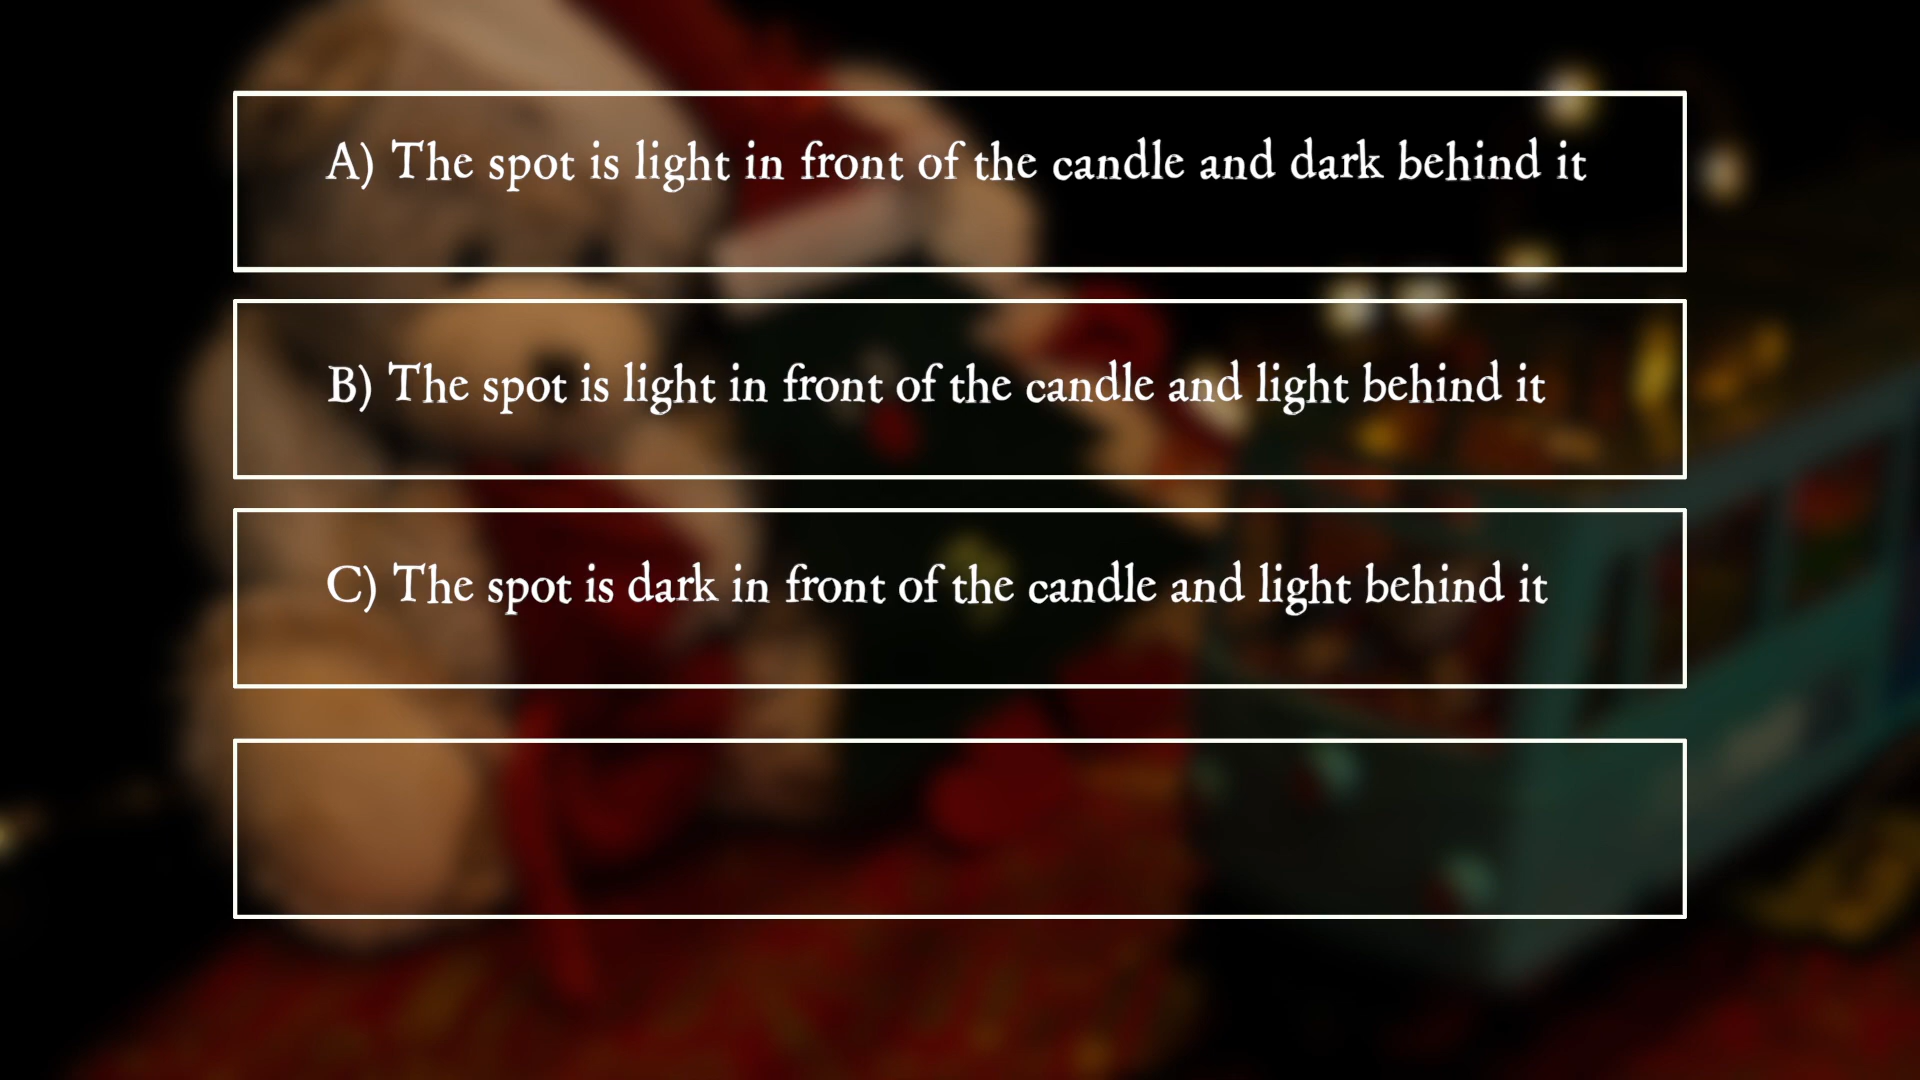 A) The spot is light in front of the candle and dark behind it
B) The spot is light in front of the candle and light behind it
C) The spot is dark in front of the candle and light behind it